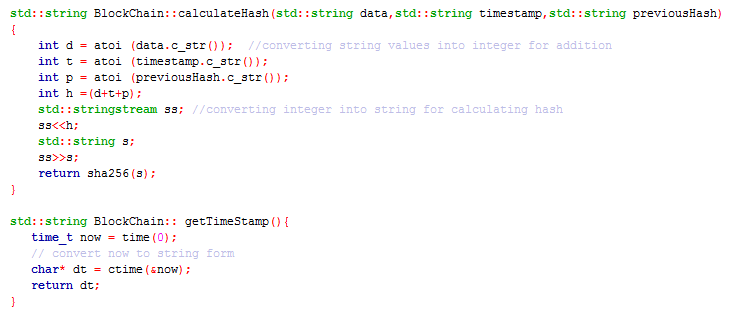 std::string BlockChain::calculateHash(std::string data,std::string timestamp,std::string previousHash)
{
    int d = atoi (data.c_str());  //converting string values into integer for addition
    int t = atoi (timestamp.c_str());
    int p = atoi (previousHash.c_str());
    int h =(d+t+p);
    std::stringstream ss; //converting integer into string for calculating hash
    ss<<h;
    std::string s;
    ss>>s;
    return sha256(s);
}

std::string BlockChain:: getTimeStamp(){
   time_t now = time(0);
   // convert now to string form
   char* dt = ctime(&now);
   return dt;
}